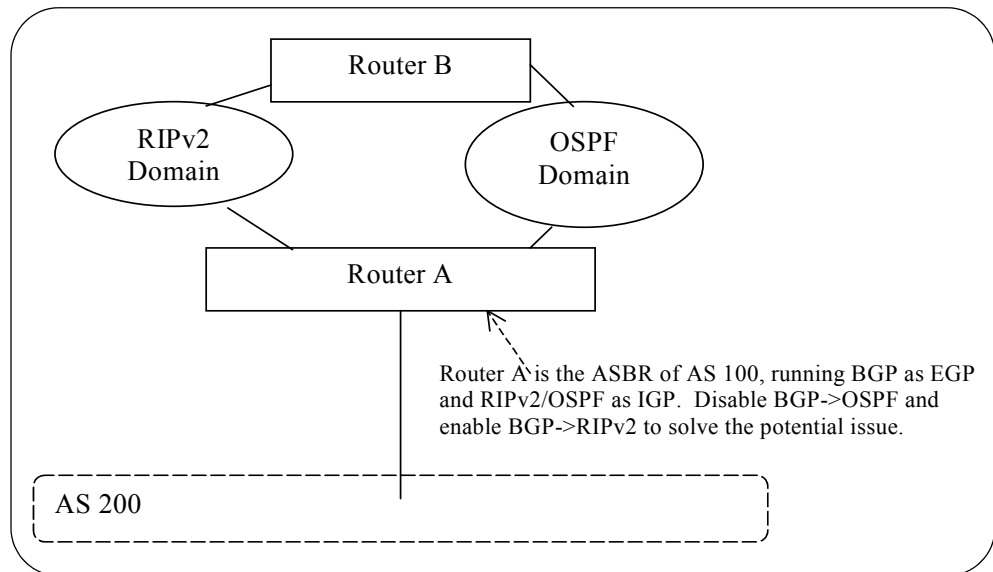 Router B
RIPv2
Domain
OSPF
Domain
Router A
Router A is the ASBR of AS 100, running BGP as EGP
and RIPv2/OSPF as IGP.  Disable BGP->OSPF and
enable BGP->RIPv2 to solve the potential issue.
AS 200